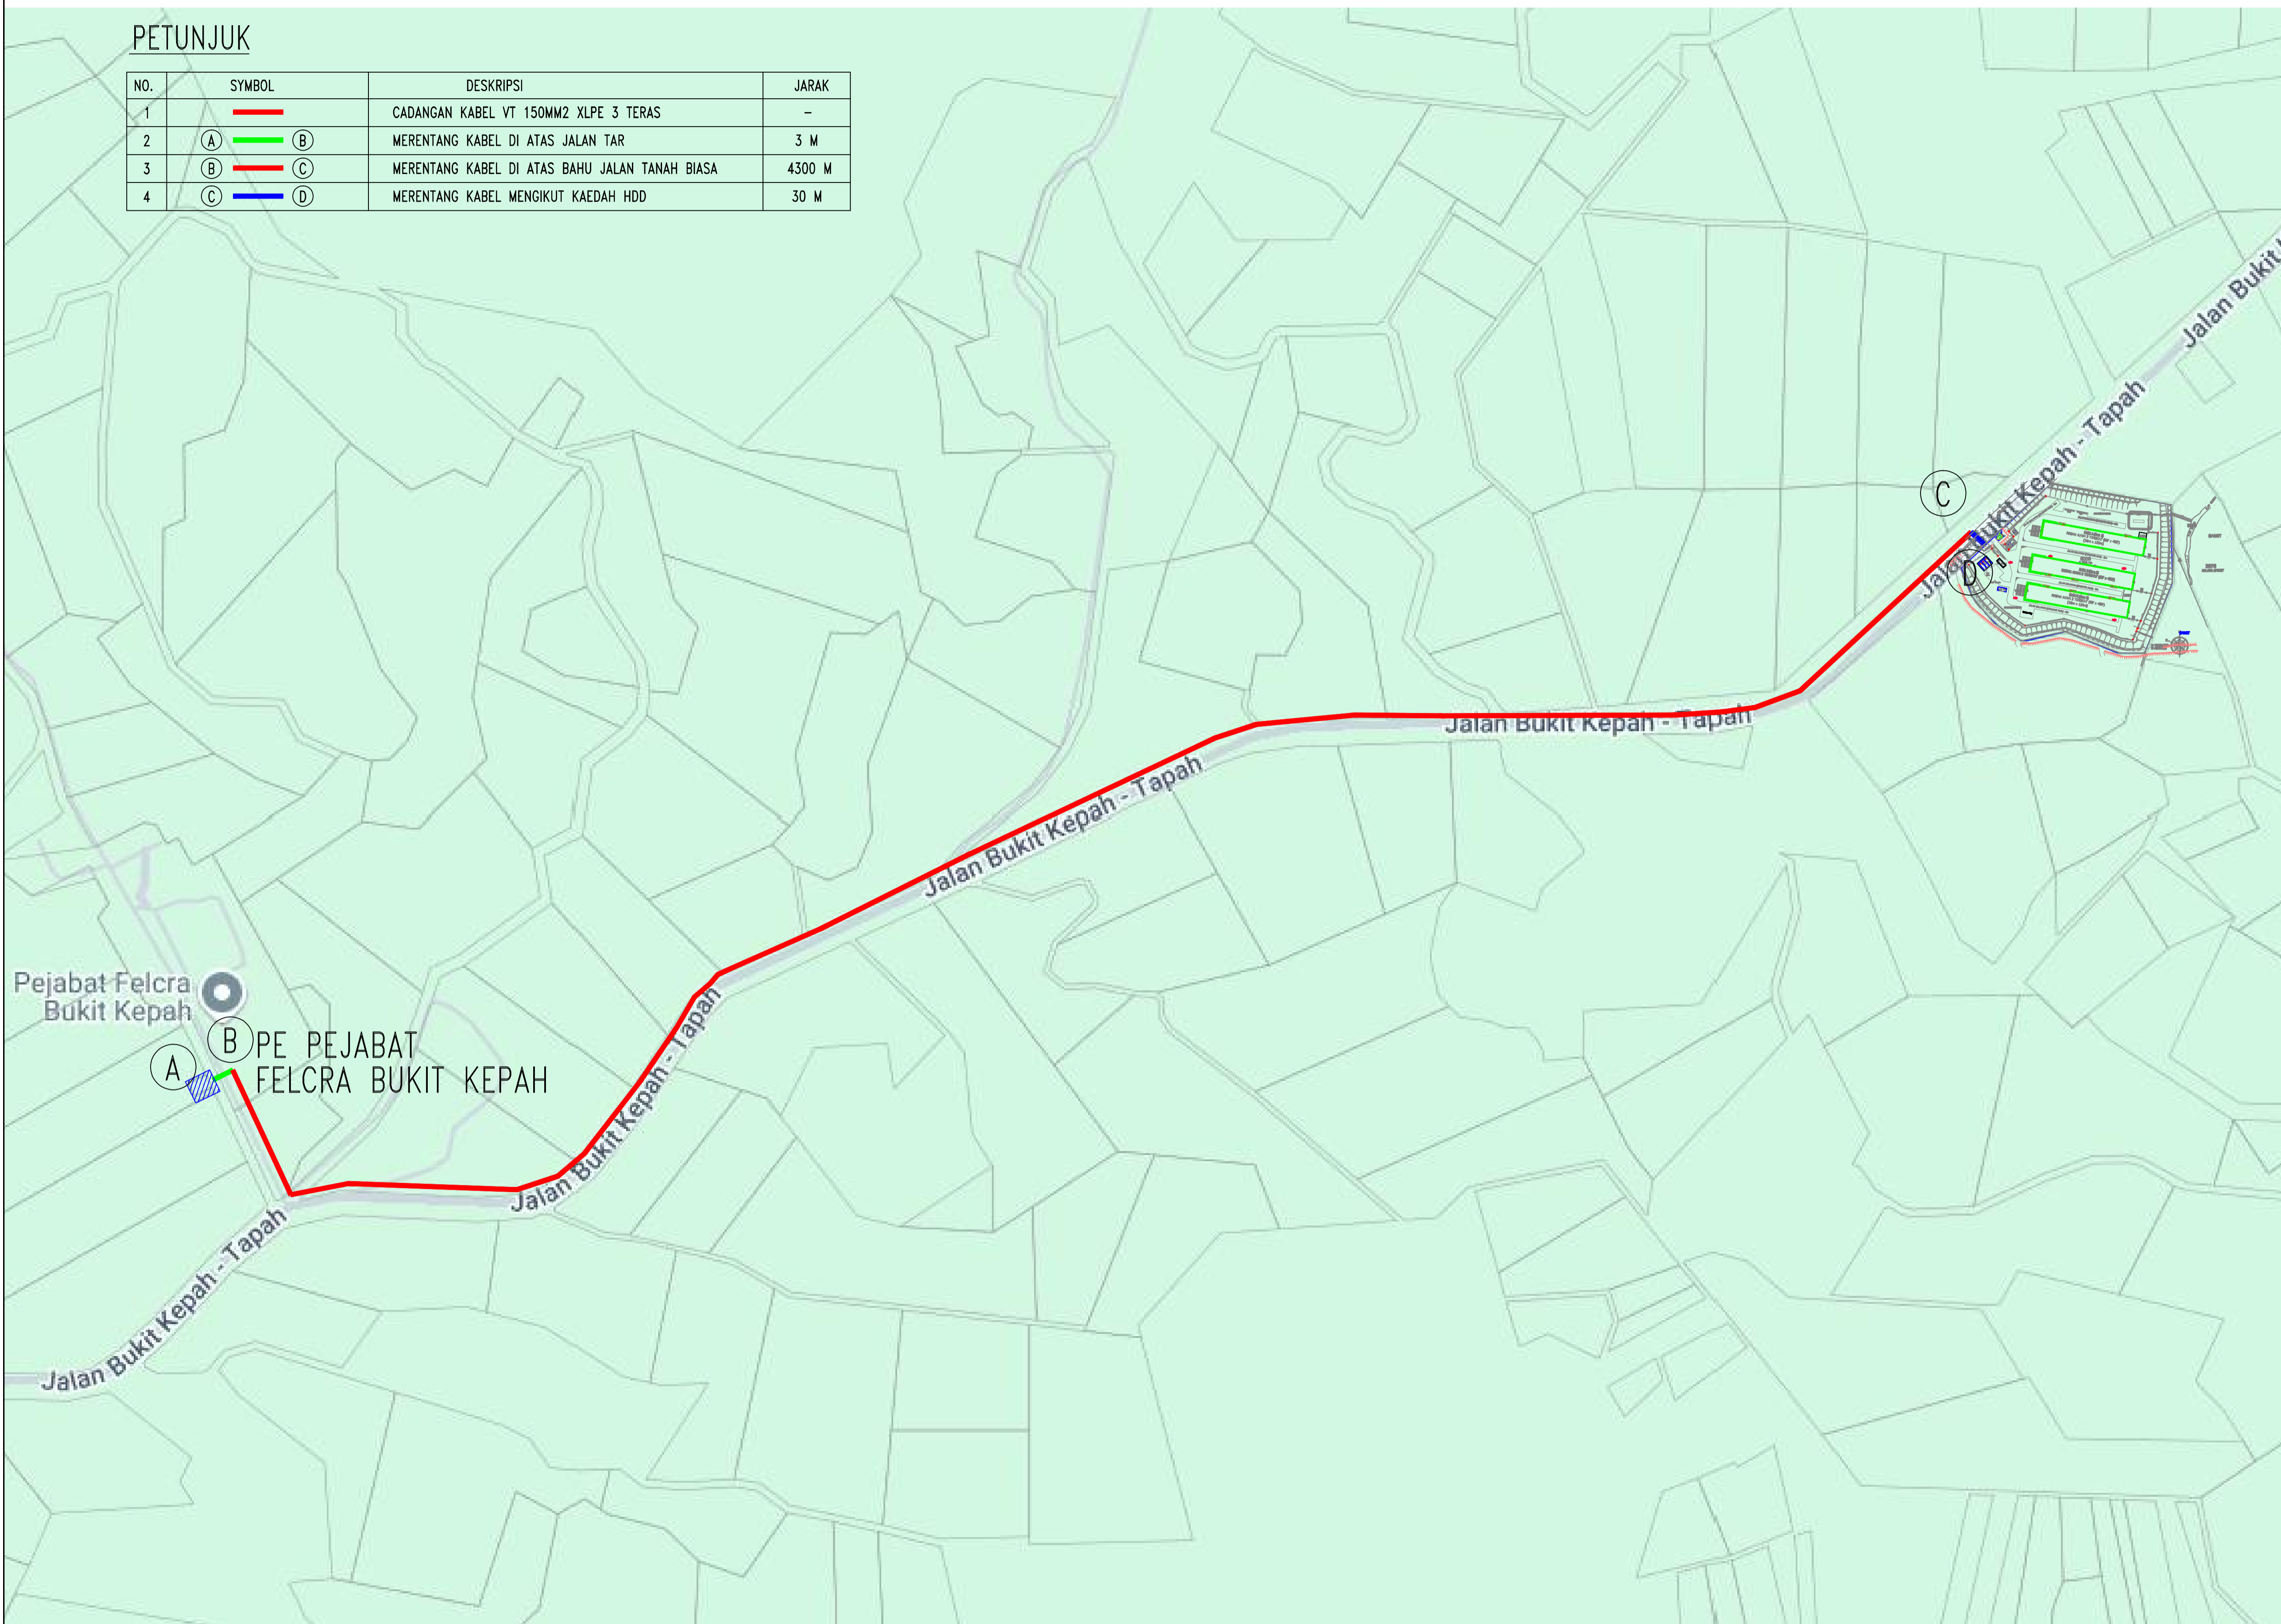 PETUNJUK
NO. SYMBOL DESKRIPSI JARAK
1 CADANGAN KABEL VT 150MM2 XLPE 3 TERAS -
2 A B MERENTANG KABEL DI ATAS JALAN TAR 3 M
3 B C MERENTANG KABEL DI ATAS BAHU JALAN TANAH BIASA 4300 M
4 C D MERENTANG KABEL MENGIKUT KAEDAH HDD 30 M
Jalan Bukit
Jalan Bukit Kepah - Tapah
C
D
Jalan Bukit Kepah - Tapah
Jalan Bukit Kepah - Tapah
Pejabat Felcra
Bukit Kepah
B PE PEJABAT
A FELCRA BUKIT KEPAH
Jalan Bukit Kepah - Tapah
Jalan Bukit Kepah - Tapah